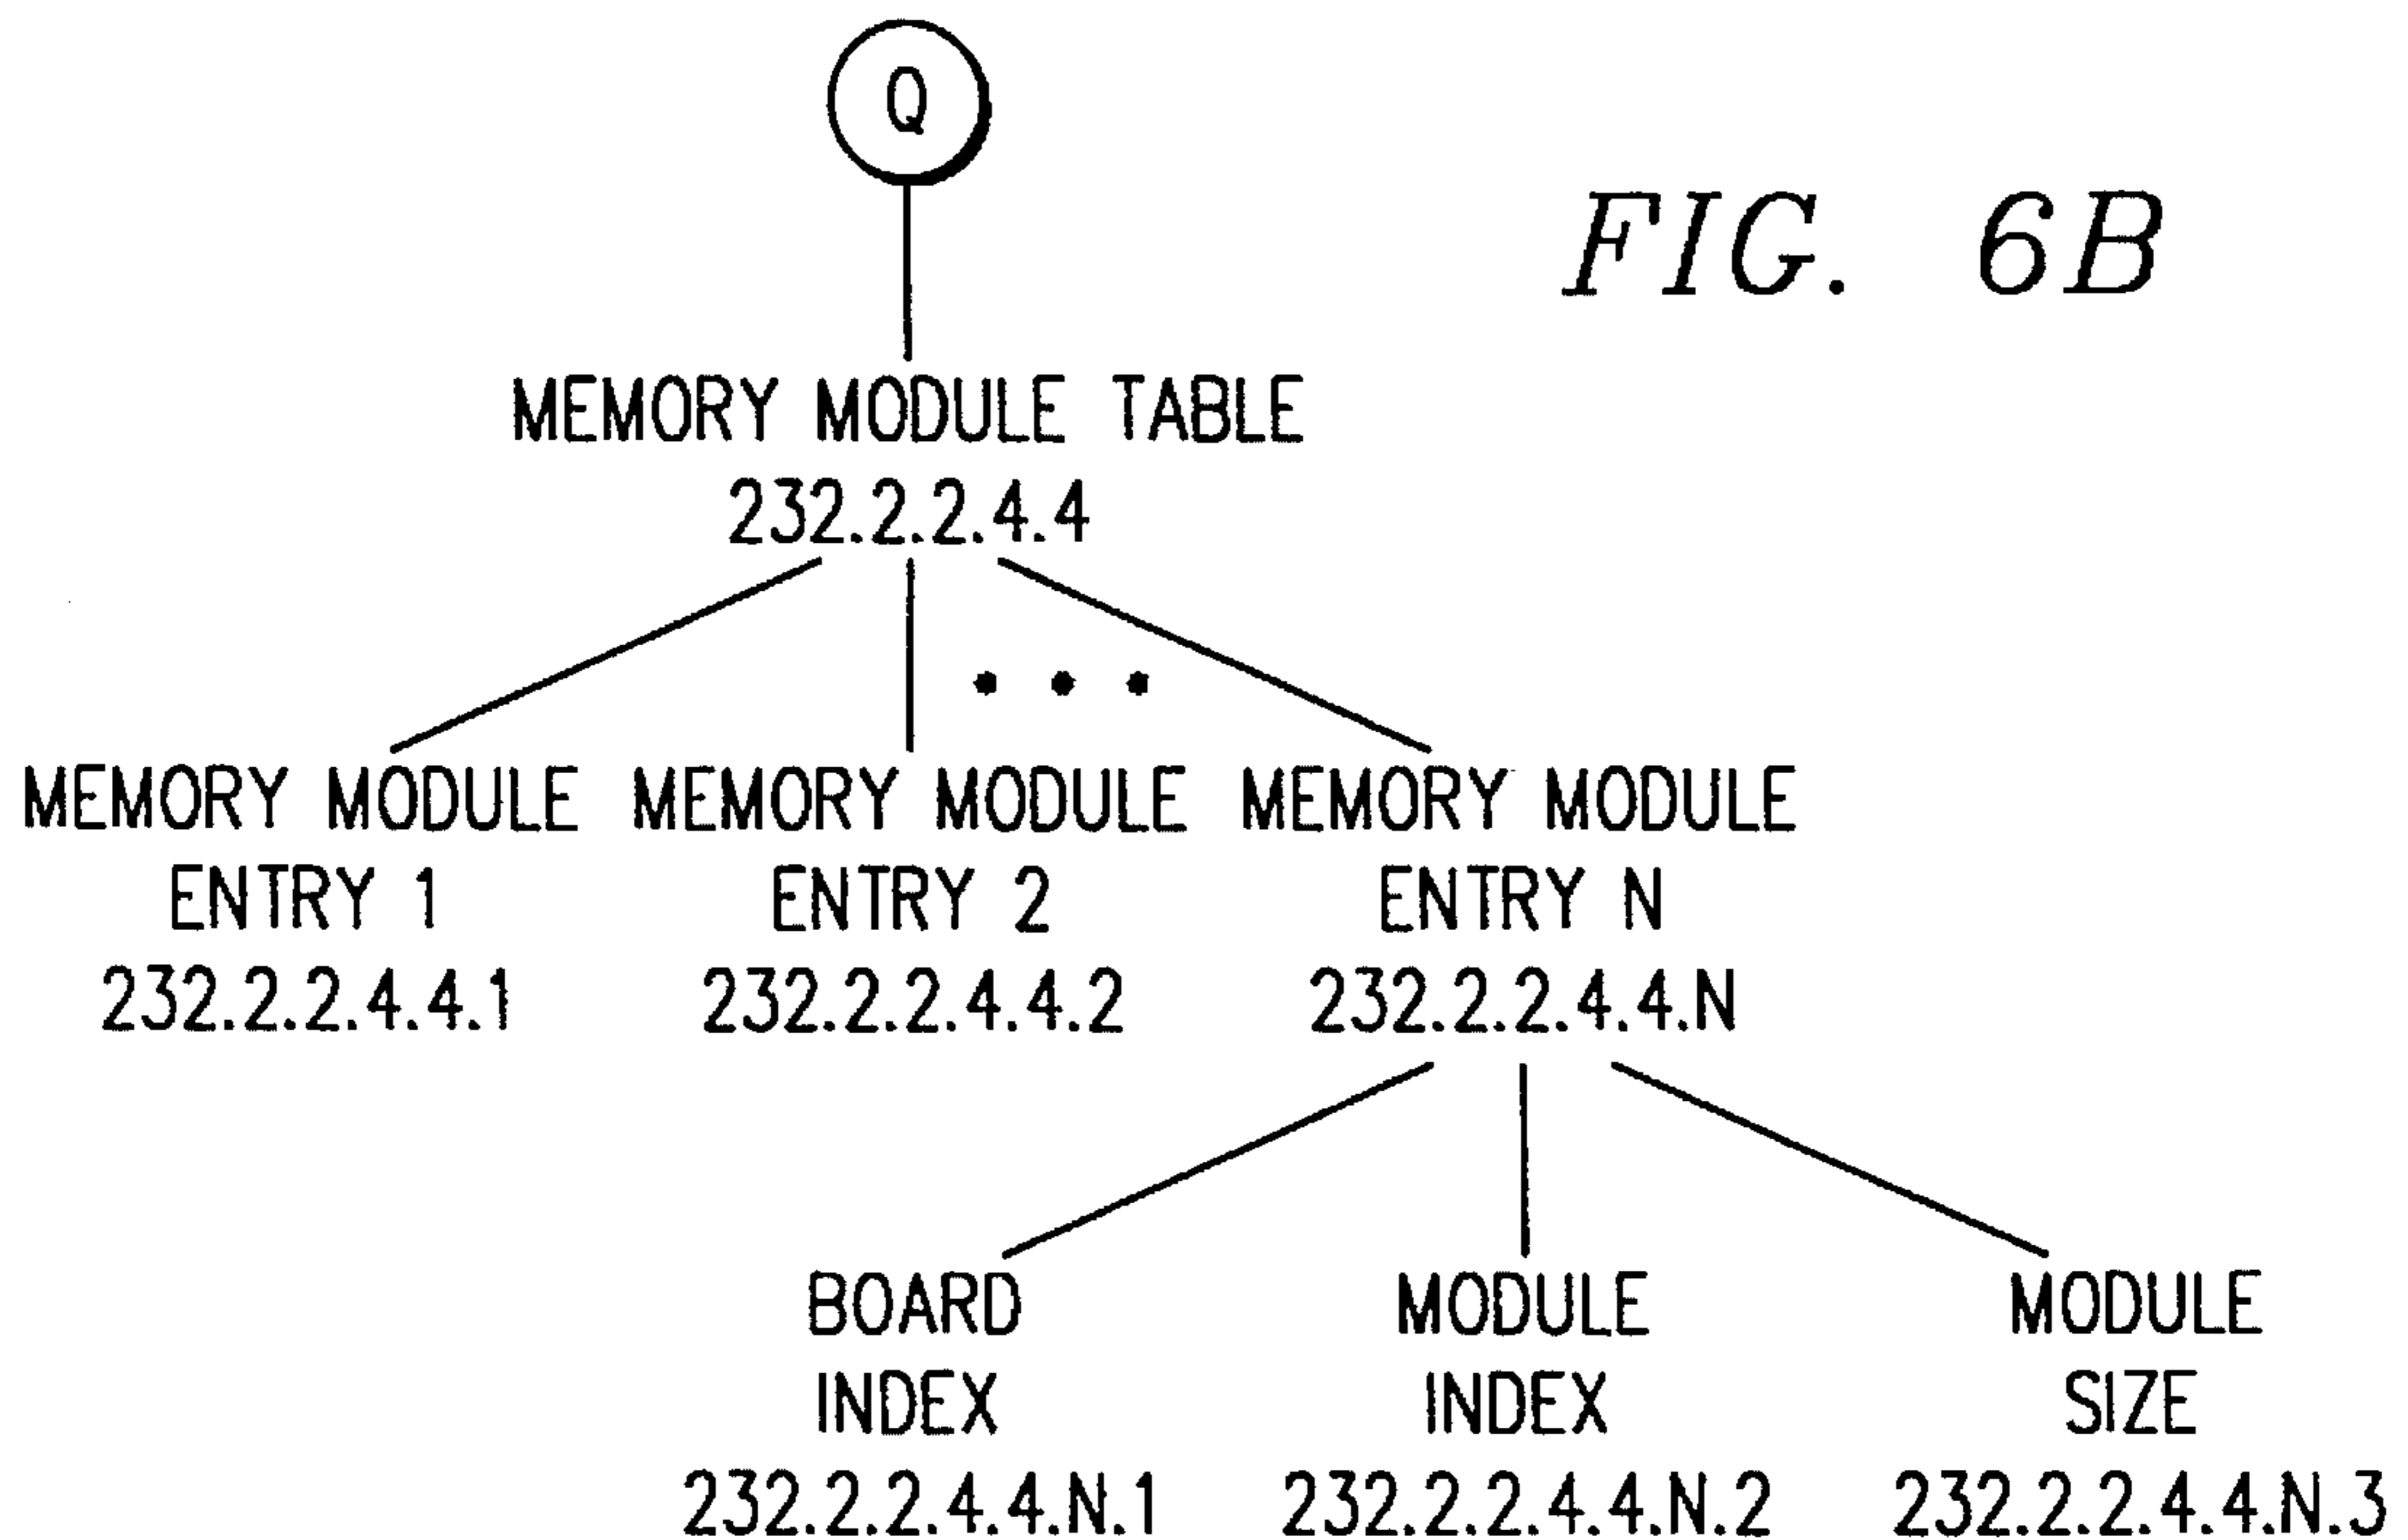 Q
FIG. 6B
MEMORY MODULE TABLE
232.2.2.4.4
MEMORY MODULE
ENTRY 1
232.2.2.4.4.1
MEMORY MODULE
ENTRY 2
232.2.2.4.4.2
MEMORY MODULE
ENTRY N
232.2.2.4.4.N
BOARD
INDEX
232.2.2.4.4.N.1
MODULE
INDEX
232.2.2.4.4.N.2
MODULE
SIZE
232.2.2.4.4.N.3